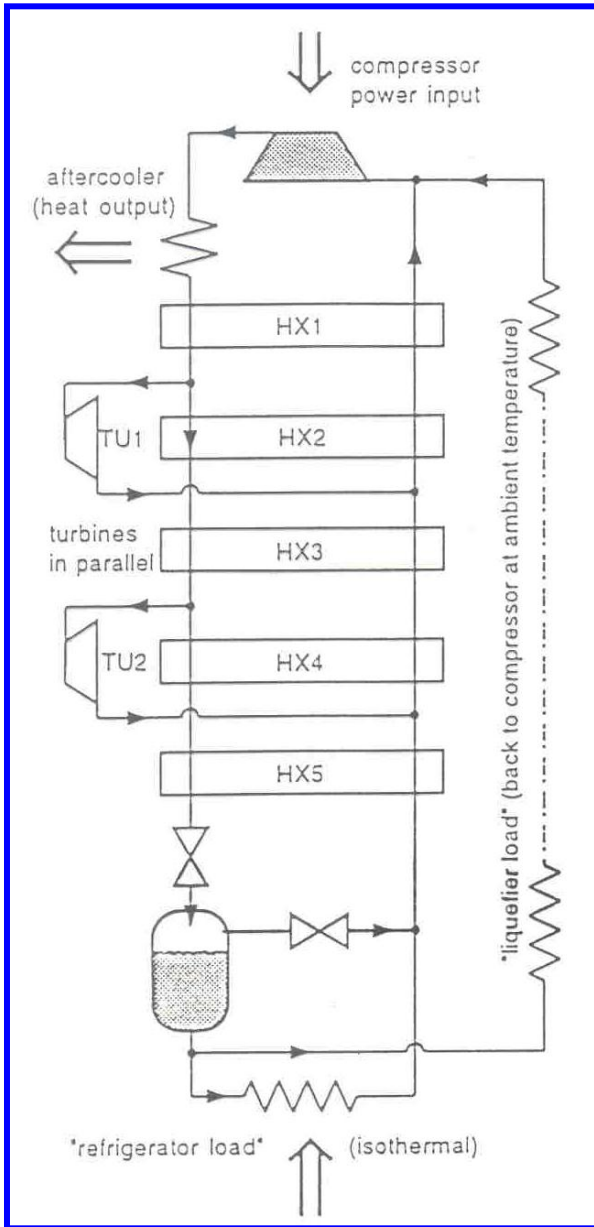 compressor
power input
aftercooler
(heat output)
HX1
TU1
HX2
turbines
in parallel
HX3
TU2
HX4
HX5
"liquefier load" (back to compressor at ambient temperature)
"refrigerator load"
(isothermal)